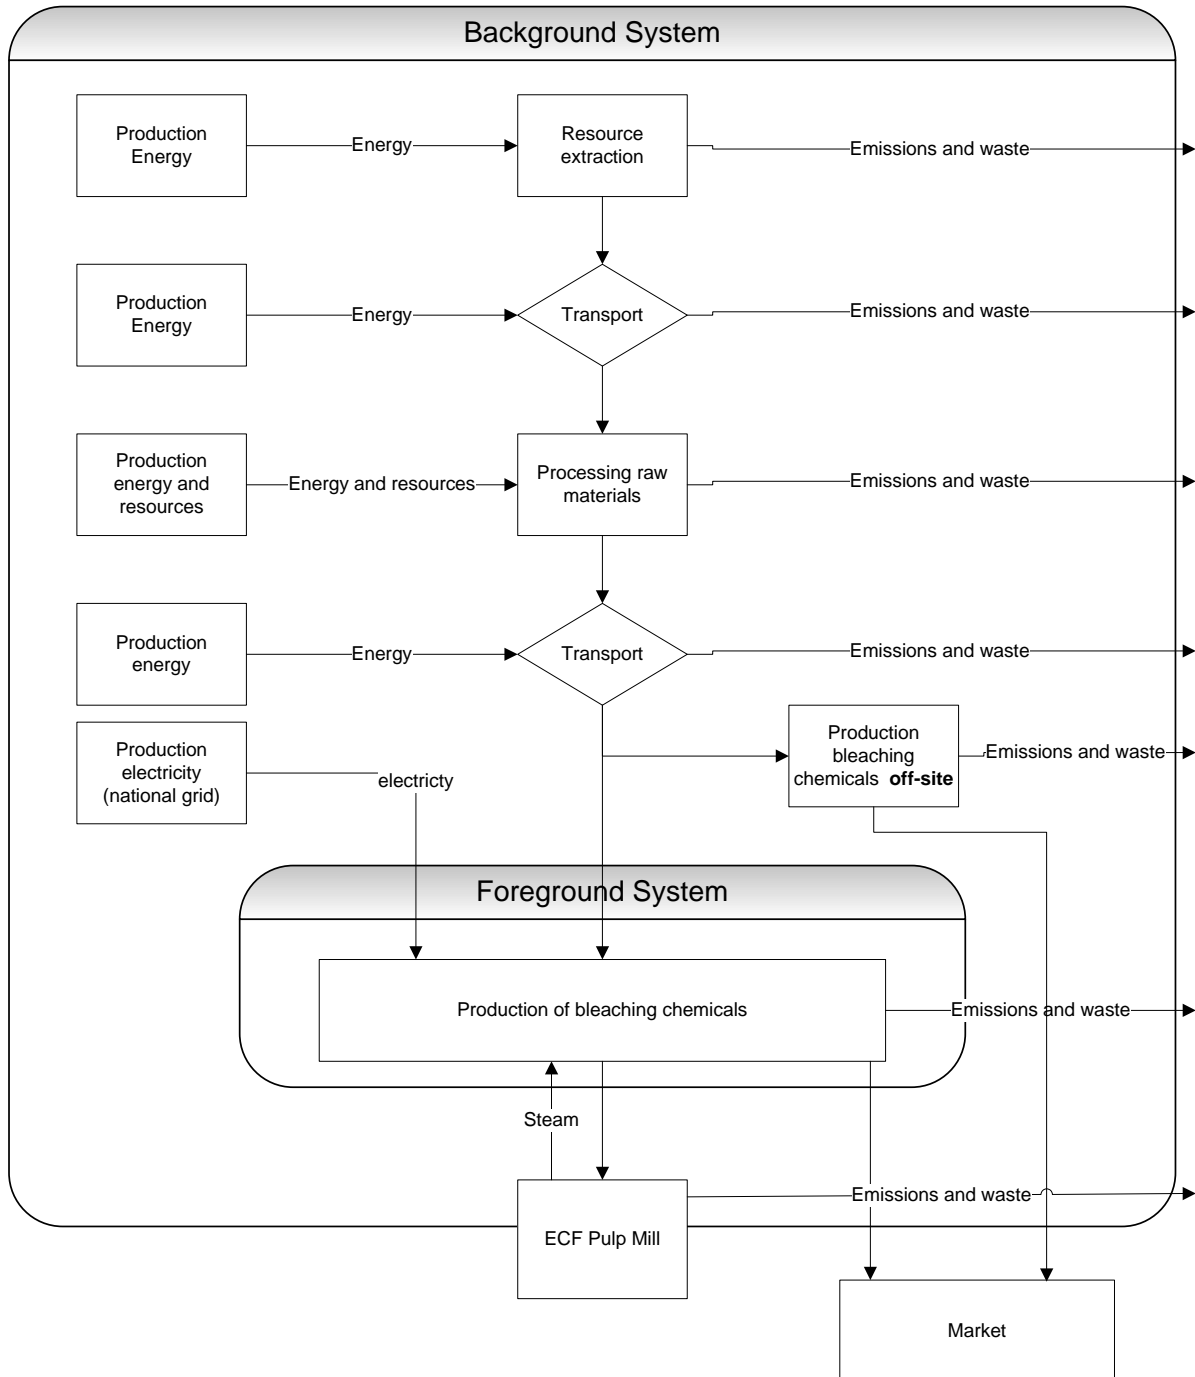 Background System
Production
Energy
Energy
Resource
extraction
Emissions and waste
Production
Energy
Energy
Transport
Emissions and waste
Production
energy and
resources
Energy and resources
Processing raw
materials
Emissions and waste
Production
energy
Energy
Transport
Emissions and waste
Production
electricity
(national grid)
electricty
Production
bleaching
chemicals off-site
Emissions and waste
Foreground System
Production of bleaching chemicals
Emissions and waste
Steam
ECF Pulp Mill
Emissions and waste
Market